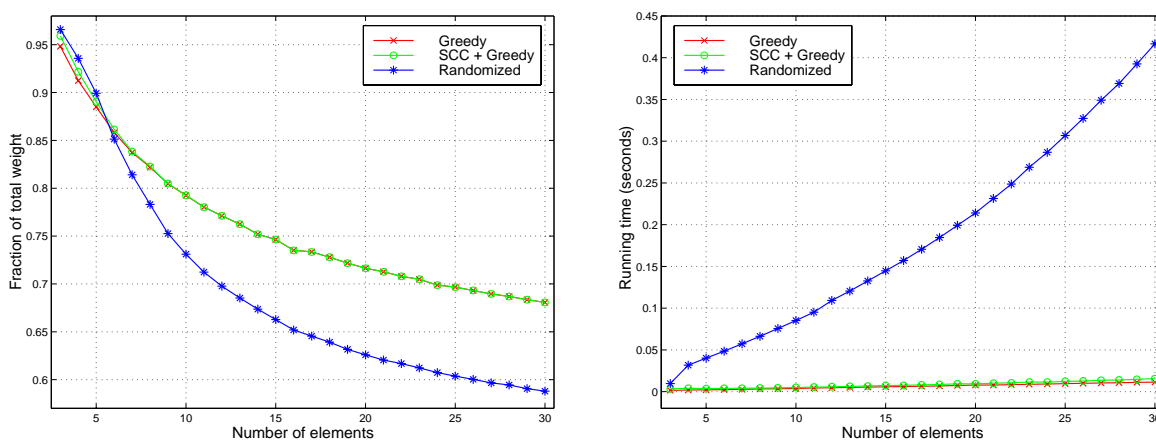 0.95
0.9
0.85
0.8
0.75
0.7
0.65
0.6
Fraction of total weight
Greedy
SCC + Greedy
Randomized
5 10 15 20 25 30
Number of elements
0.45
0.4
0.35
0.3
0.25
0.2
0.15
0.1
0.05
0
Running time (seconds)
Greedy
SCC + Greedy
Randomized
5 10 15 20 25 30
Number of elements